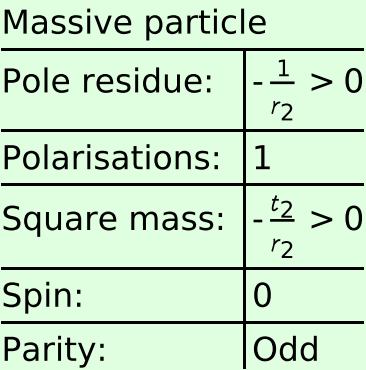 Massive particle
Pole residue: -1/r₂ > 0
Polarisations: 1
Square mass: -t₂/r₂ > 0
Spin: 0
Parity: Odd